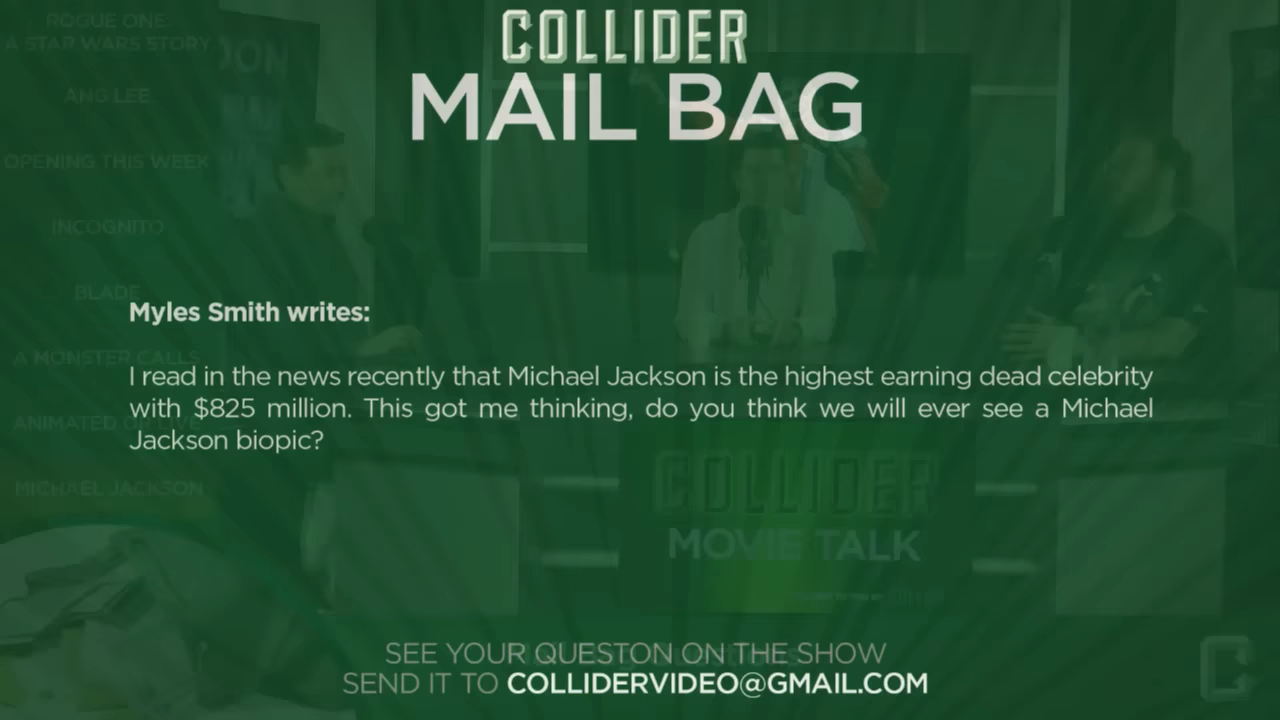 COLLIDER
MAIL BAG
ROGUE ONE:
A STAR WARS STORY
ANG LEE
OPENING THIS WEEK
INCOGNITO
BLADE
A MONSTER CALLS
ANIMATED OR LIVE
MICHAEL JACKSON
Myles Smith writes:
I read in the news recently that Michael Jackson is the highest earning dead celebrity
with $825 million. This got me thinking, do you think we will ever see a Michael
Jackson biopic?
COLLIDER
MOVIE TALK
SEE YOUR QUESTON ON THE SHOW
SEND IT TO COLLIDERVIDEO@GMAIL.COM